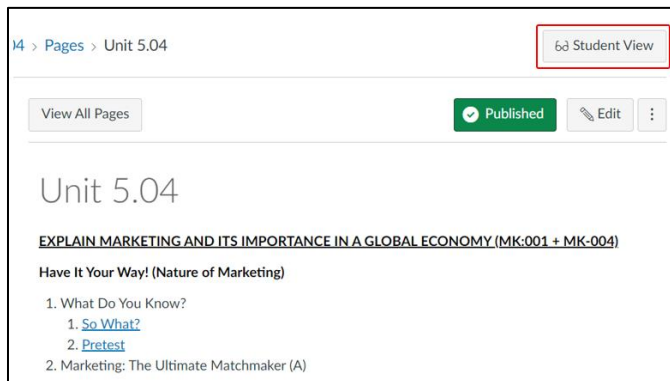 04 > Pages > Unit 5.04
Student View
View All Pages
Published
Edit
Unit 5.04
EXPLAIN MARKETING AND ITS IMPORTANCE IN A GLOBAL ECONOMY (MK:001 + MK-004)
Have It Your Way! (Nature of Marketing)
1. What Do You Know?
1. So What?
2. Pretest
2. Marketing: The Ultimate Matchmaker (A)